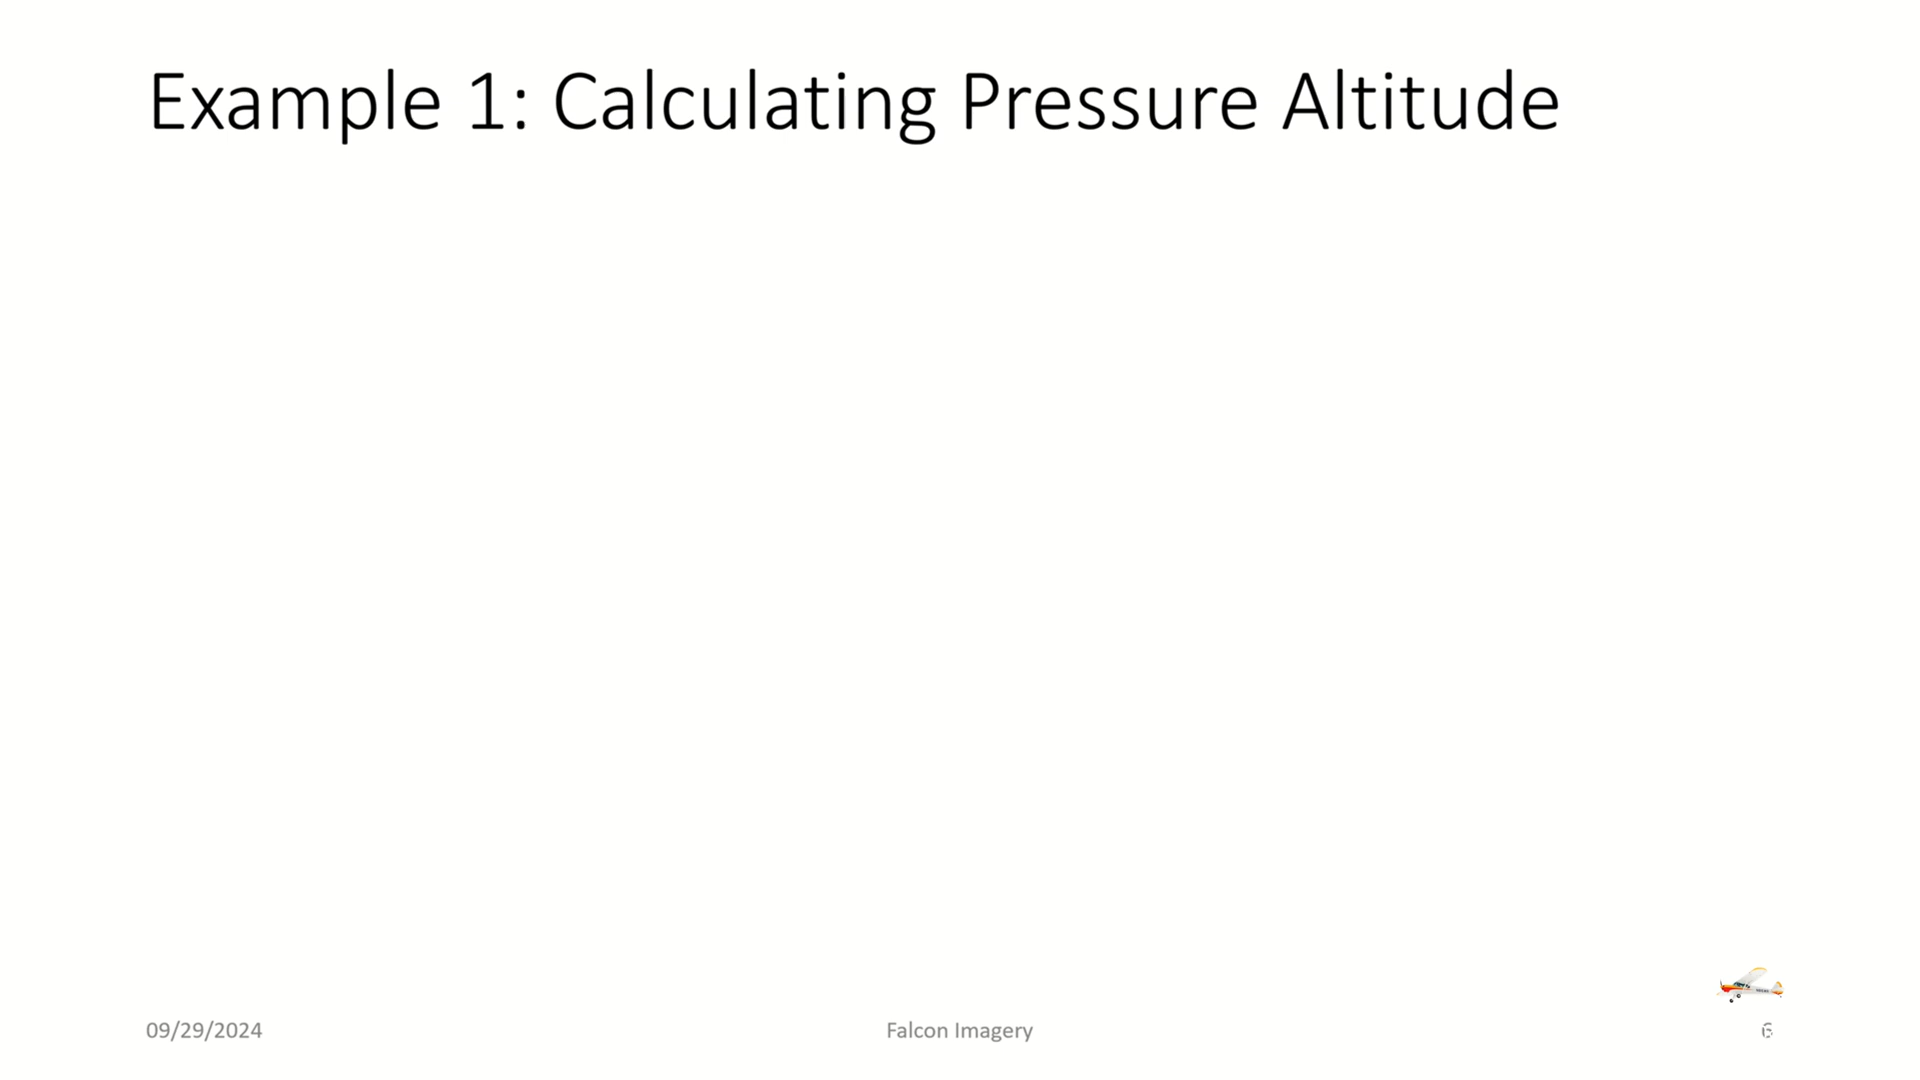 Example 1: Calculating Pressure Altitude
09/29/2024
Falcon Imagery
6